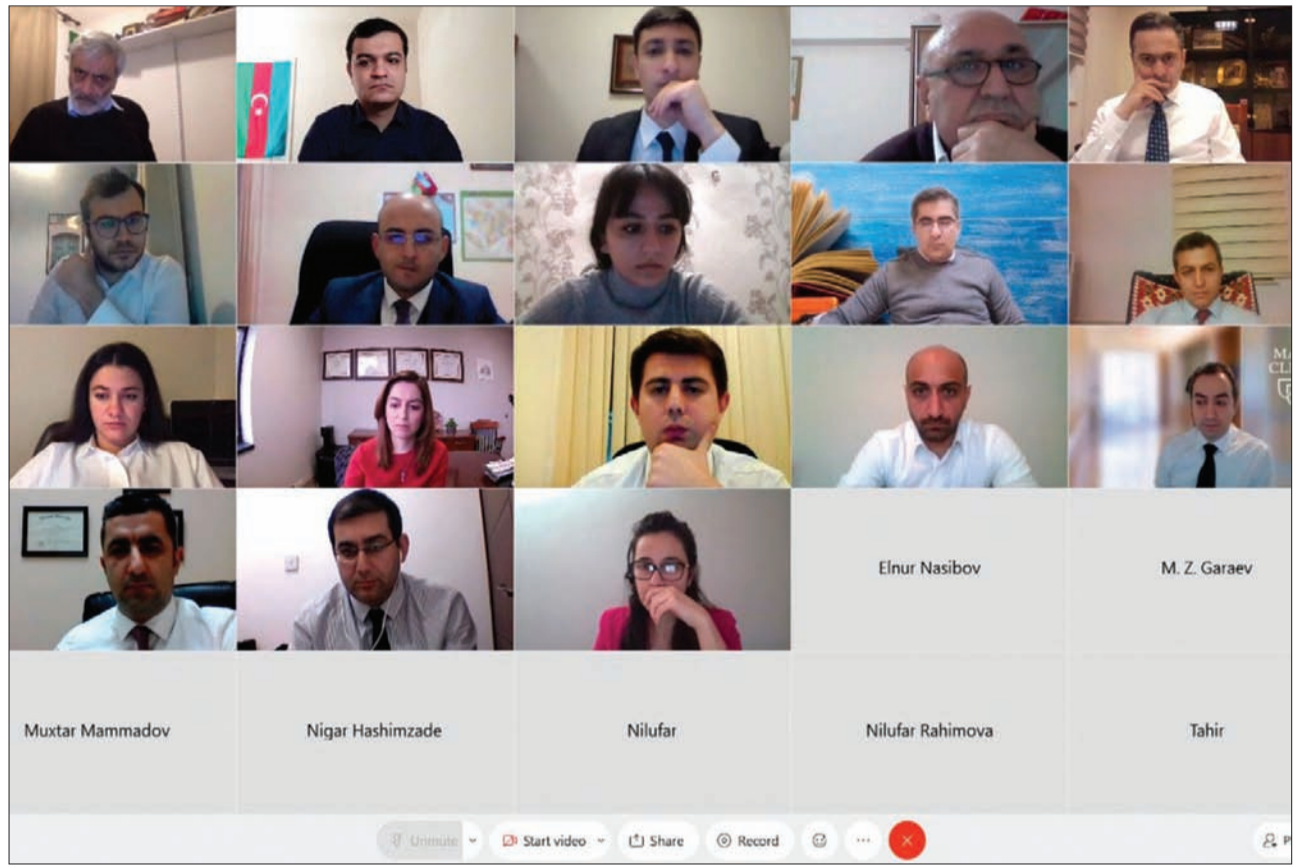 Elnur Nasibov
M. Z. Garaev
Muxtar Mammadov
Nigar Hashimzade
Nilufar
Nilufar Rahimova
Tahir
Unmute
Start video
Share
Record